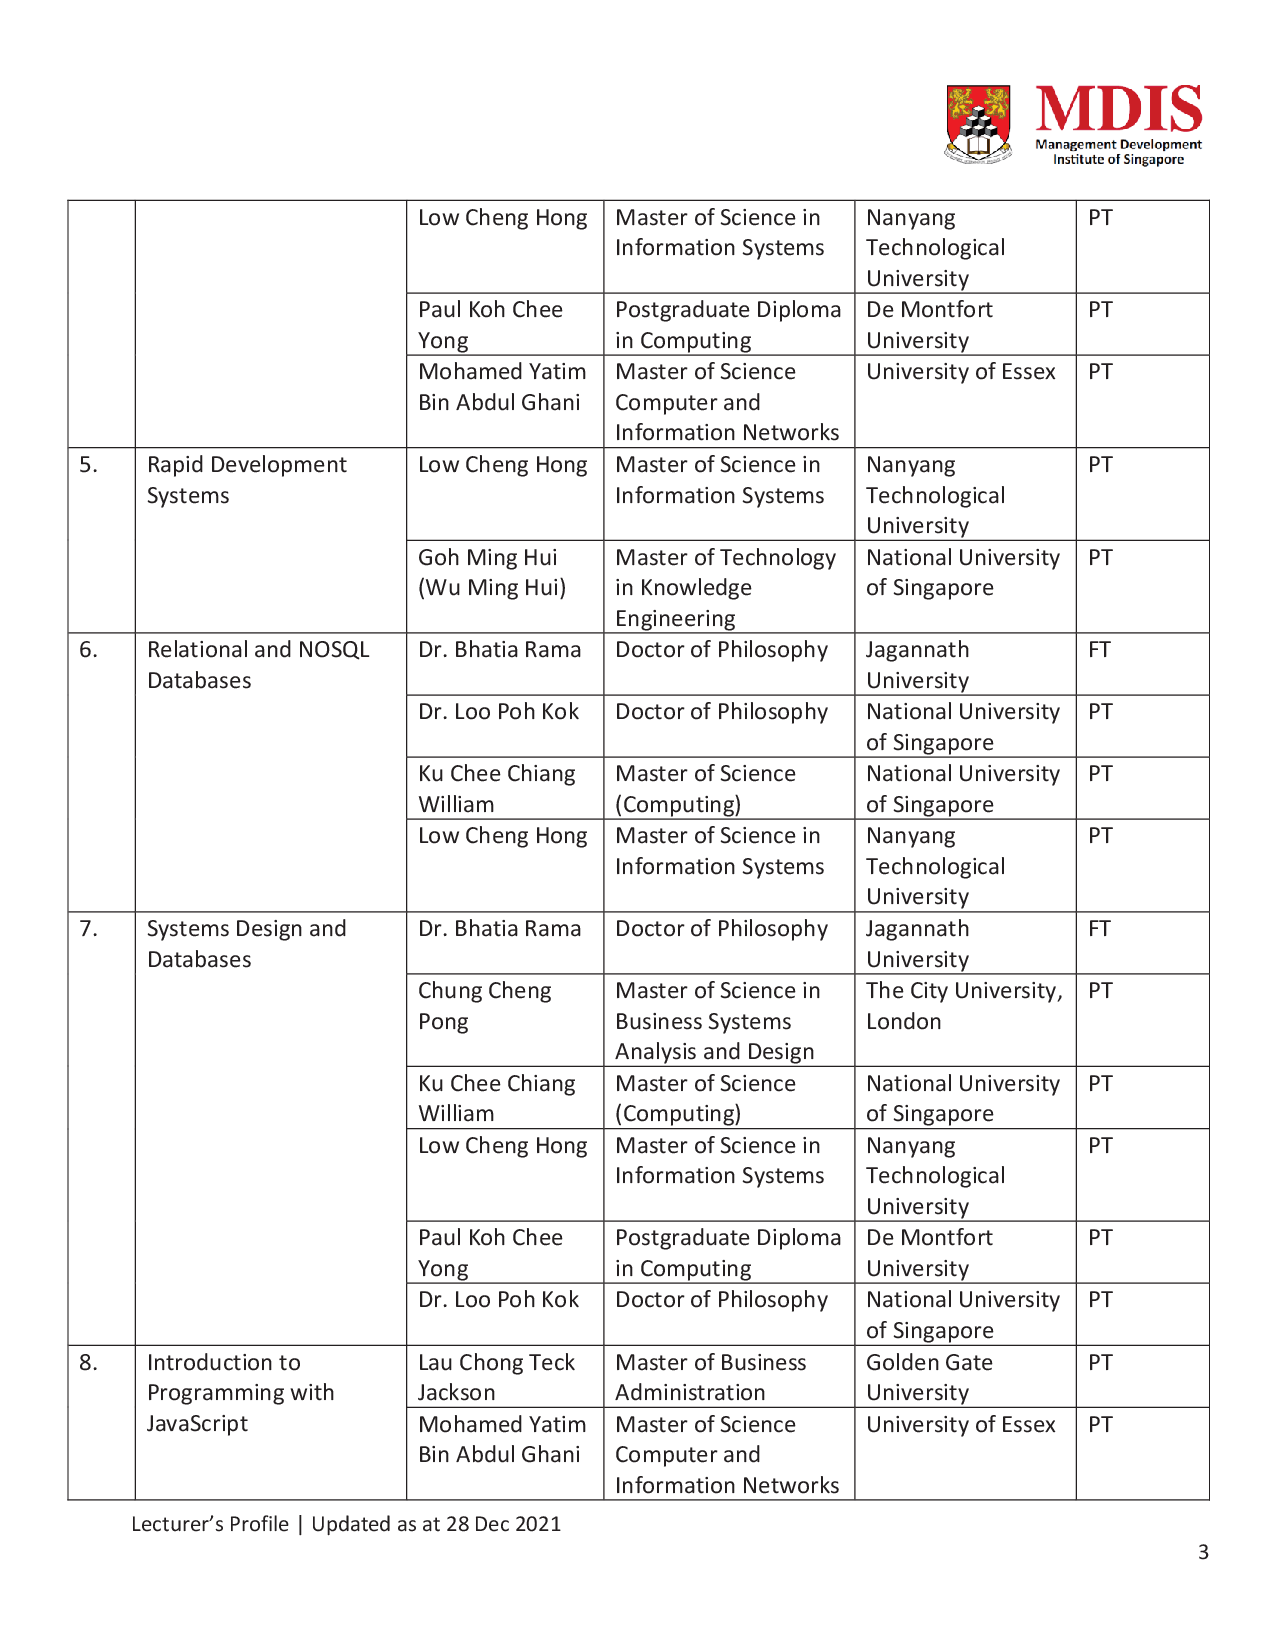 MDIS
Management Development
Institute of Singapore
Low Cheng Hong
Master of Science in
Information Systems
Nanyang
Technological
University
PT
Paul Koh Chee
Yong
Postgraduate Diploma
in Computing
De Montfort
University
PT
Mohamed Yatim
Bin Abdul Ghani
Master of Science
Computer and
Information Networks
University of Essex
PT
5.
Rapid Development
Systems
Low Cheng Hong
Master of Science in
Information Systems
Nanyang
Technological
University
PT
Goh Ming Hui
(Wu Ming Hui)
Master of Technology
in Knowledge
Engineering
National University
of Singapore
PT
6.
Relational and NOSQL
Databases
Dr. Bhatia Rama
Doctor of Philosophy
Jagannath
University
FT
Dr. Loo Poh Kok
Doctor of Philosophy
National University
of Singapore
PT
Ku Chee Chiang
William
Master of Science
(Computing)
National University
of Singapore
PT
Low Cheng Hong
Master of Science in
Information Systems
Nanyang
Technological
University
PT
7.
Systems Design and
Databases
Dr. Bhatia Rama
Doctor of Philosophy
Jagannath
University
FT
Chung Cheng
Pong
Master of Science in
Business Systems
Analysis and Design
The City University,
London
PT
Ku Chee Chiang
William
Master of Science
(Computing)
National University
of Singapore
PT
Low Cheng Hong
Master of Science in
Information Systems
Nanyang
Technological
University
PT
Paul Koh Chee
Yong
Postgraduate Diploma
in Computing
De Montfort
University
PT
Dr. Loo Poh Kok
Doctor of Philosophy
National University
of Singapore
PT
8.
Introduction to
Programming with
JavaScript
Lau Chong Teck
Jackson
Master of Business
Administration
Golden Gate
University
PT
Mohamed Yatim
Bin Abdul Ghani
Master of Science
Computer and
Information Networks
University of Essex
PT
Lecturer’s Profile | Updated as at 28 Dec 2021
3